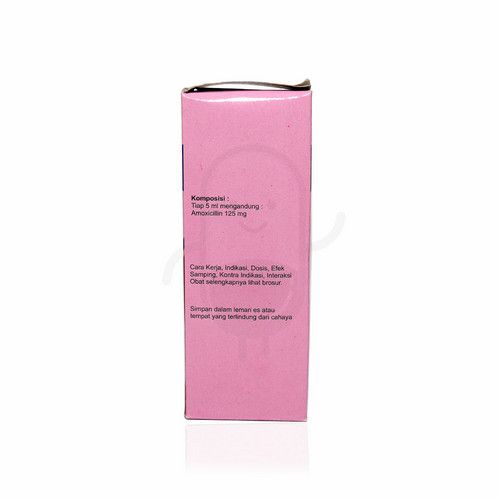 Komposisi :
Tiap 5 ml mengandung :
Amoxicillin 125 mg
Cara Kerja, Indikasi, Dosis, Efek
Samping, Kontra Indikasi, Interaksi
Obat selengkapnya lihat brosur.
Simpan dalam lemari es atau
tempat yang terlindung dari cahaya